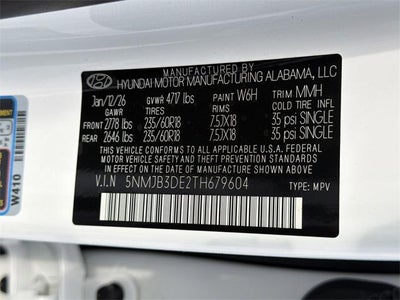 MANUFACTURED BY
HYUNDAI MOTOR MANUFACTURING ALABAMA, LLC
Jan/12/26 GVWR 4717 lbs PAINT W6H TRIM MMH
GAWR TIRES RIMS COLD TIRE INFL.
FRONT 2778 lbs 235/60R18 7.5JX18 35 psi SINGLE
REAR 2646 lbs 235/60R18 7.5JX18 35 psi SINGLE
THIS VEHICLE CONFORMS TO ALL APPLICABLE U.S.A. FEDERAL
MOTOR VEHICLE SAFETY AND THEFT PREVENTION STANDARDS
IN EFFECT ON THE DATE OF MANUFACTURE SHOWN ABOVE.
V.I.N 5NMJB3DE2TH679604 TYPE: MPV
W410